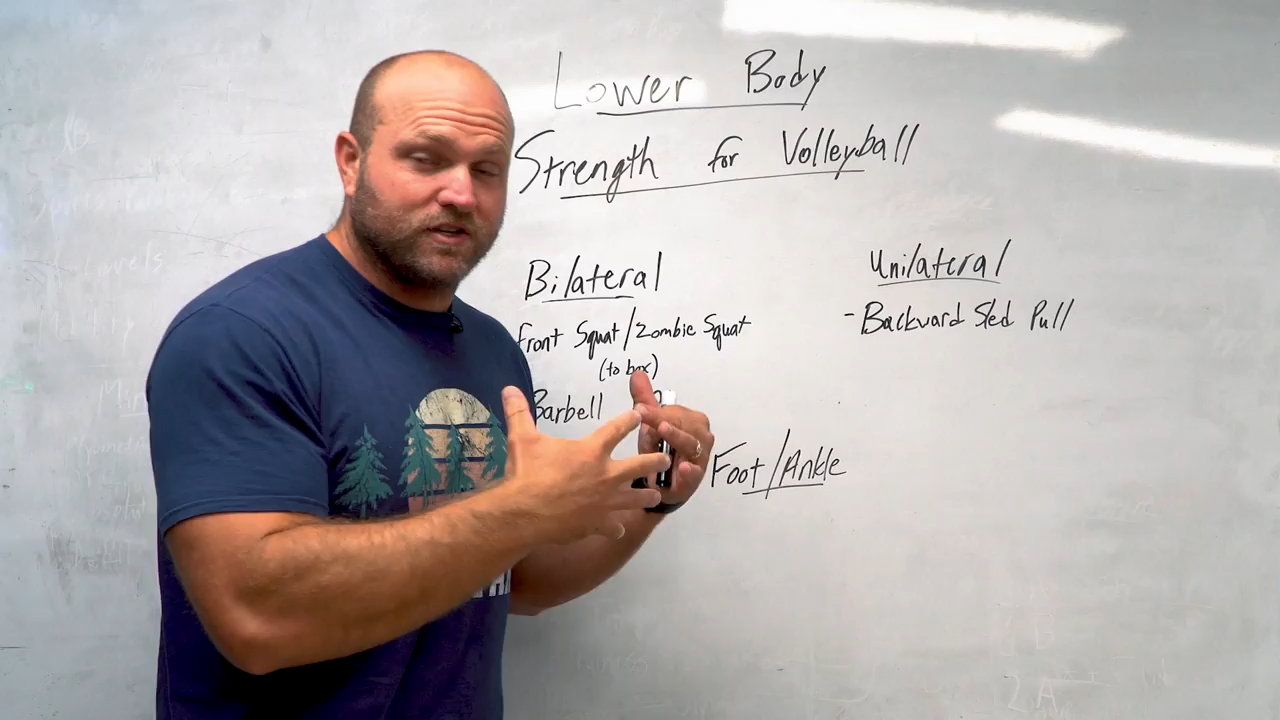 Lower Body
Strength for Volleyball
Bilateral
Front Squat/Zombie Squat
(to box)
Barbell
Unilateral
- Backward Sled Pull
Foot/Ankle